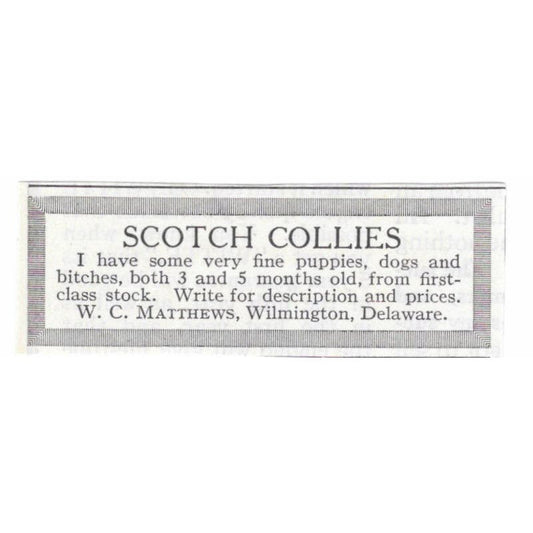 SCOTCH COLLIES
I have some very fine puppies, dogs and
bitches, both 3 and 5 months old, from first-
class stock. Write for description and prices.
W. C. MATTHEWS, Wilmington, Delaware.